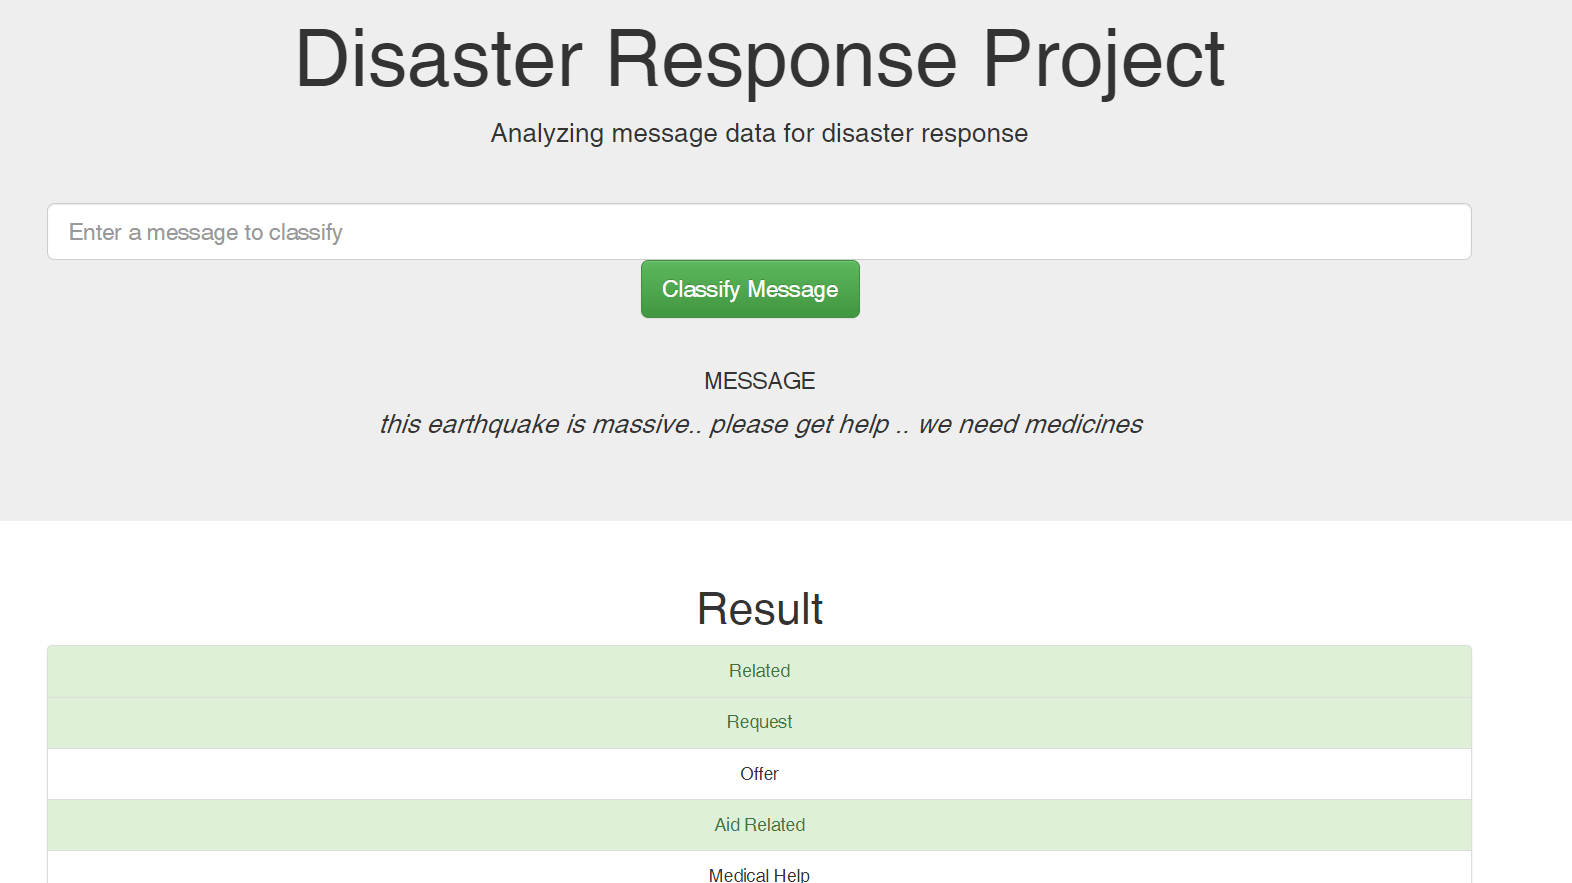 Disaster Response Project
Analyzing message data for disaster response
Enter a message to classify
Classify Message
MESSAGE
this earthquake is massive.. please get help .. we need medicines
Result
Related
Request
Offer
Aid Related
Medical Help